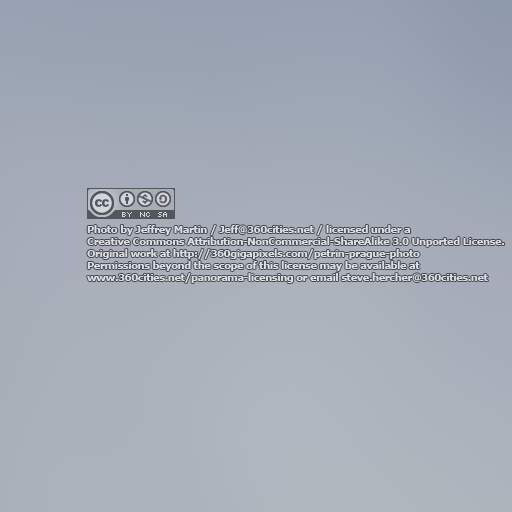 cc
BY NC SA
Photo by Jeffrey Martin / Jeff@360cities.net / licensed under a
Creative Commons Attribution-NonCommercial-ShareAlike 3.0 Unported License.
Original work at http://360gigapixels.com/petrin-prague-photo
Permissions beyond the scope of this license may be available at
www.360cities.net/panorama-licensing or email steve.hercher@360cities.net